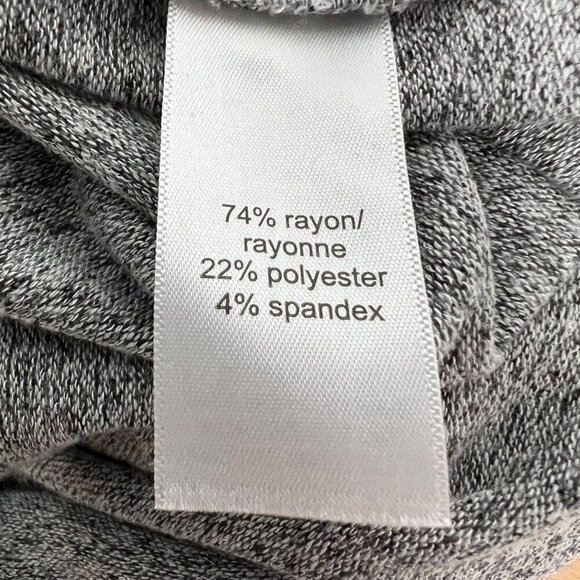 74% rayon/
rayonne
22% polyester
4% spandex